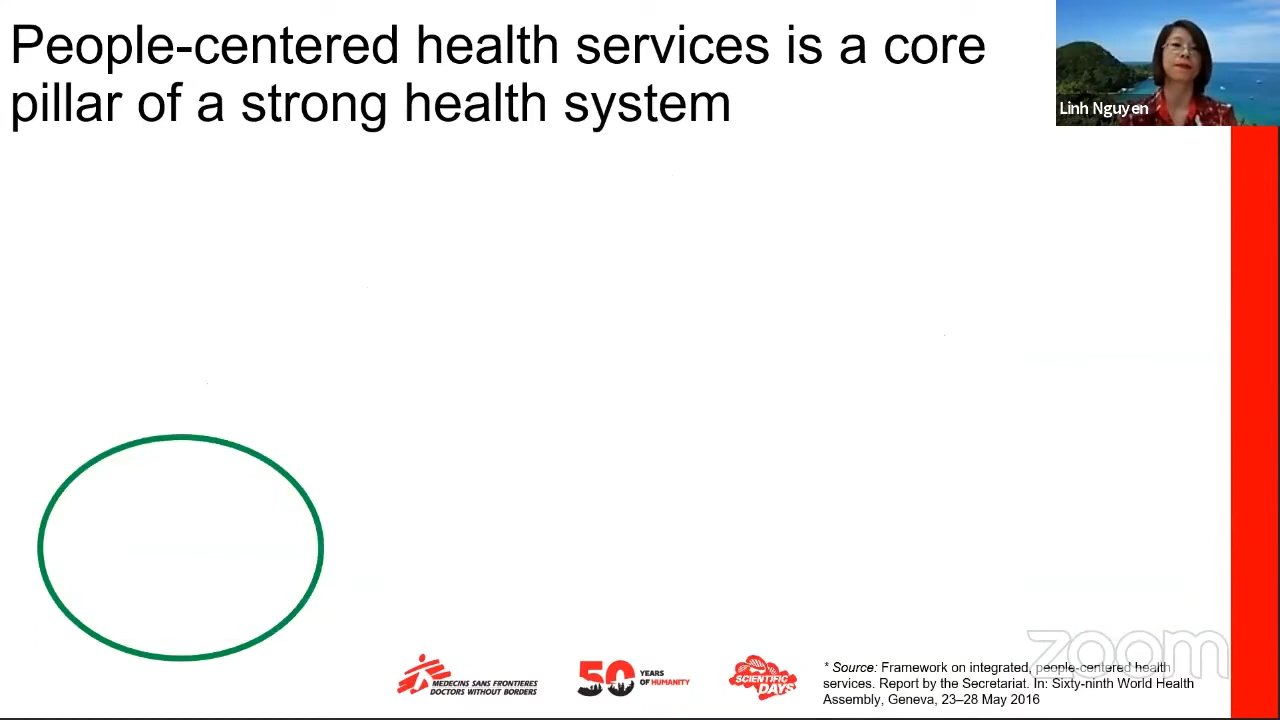 People-centered health services is a core
pillar of a strong health system
Linh Nguyen
MEDECINS SANS FRONTIERES
DOCTORS WITHOUT BORDERS
50 YEARS
OF HUMANITY
SCIENTIFIC
DAYS
zoom
* Source: Framework on integrated, people-centered health
services. Report by the Secretariat. In: Sixty-ninth World Health
Assembly, Geneva, 23–28 May 2016